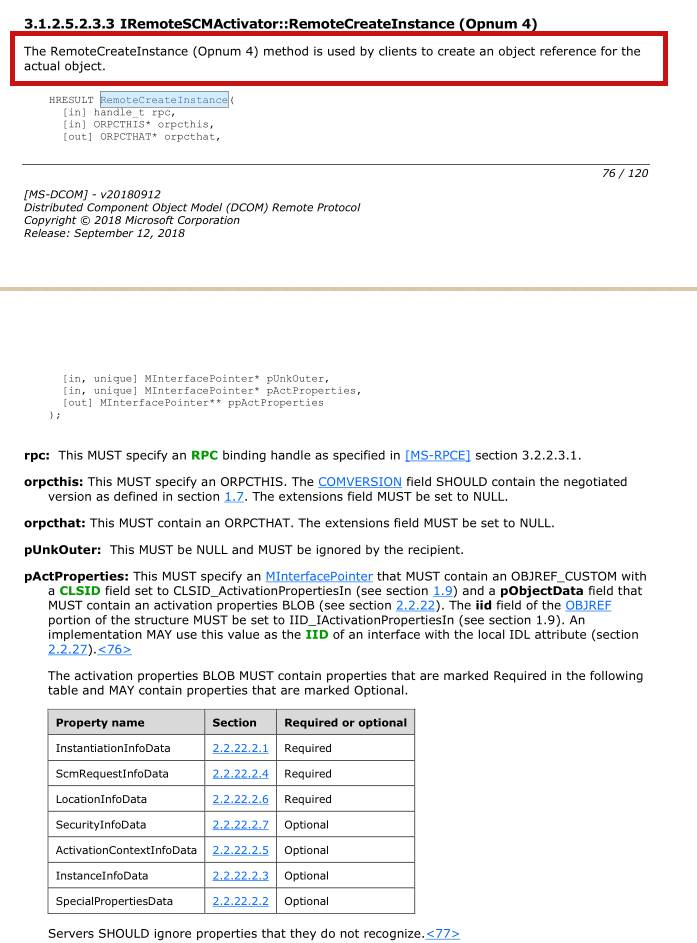 3.1.2.5.2.3.3 IRemoteSCMActivator::RemoteCreateInstance (Opnum 4)
The RemoteCreateInstance (Opnum 4) method is used by clients to create an object reference for the
actual object.
HRESULT RemoteCreateInstance(
[in] handle_t rpc,
[in] ORPCTHIS* orpcthis,
[out] ORPCTHAT* orpcthat,
76 / 120
[MS-DCOM] - v20180912
Distributed Component Object Model (DCOM) Remote Protocol
Copyright © 2018 Microsoft Corporation
Release: September 12, 2018
[in, unique] MInterfacePointer* pUnkOuter,
[in, unique] MInterfacePointer* pActProperties,
[out] MInterfacePointer** ppActProperties
);
rpc: This MUST specify an RPC binding handle as specified in [MS-RPCE] section 3.2.2.3.1.
orpcthis: This MUST specify an ORPCTHIS. The COMVERSION field SHOULD contain the negotiated
version as defined in section 1.7. The extensions field MUST be set to NULL.
orpcthat: This MUST contain an ORPCTHAT. The extensions field MUST be set to NULL.
pUnkOuter: This MUST be NULL and MUST be ignored by the recipient.
pActProperties: This MUST specify an MInterfacePointer that MUST contain an OBJREF_CUSTOM with
a CLSID field set to CLSID_ActivationPropertiesIn (see section 1.9) and a pObjectData field that
MUST contain an activation properties BLOB (see section 2.2.22). The iid field of the OBJREF
portion of the structure MUST be set to IID_IActivationPropertiesIn (see section 1.9). An
implementation MAY use this value as the IID of an interface with the local IDL attribute (section
2.2.27).<76>
The activation properties BLOB MUST contain properties that are marked Required in the following
table and MAY contain properties that are marked Optional.
Property name Section Required or optional
InstantiationInfoData 2.2.22.2.1 Required
ScmRequestInfoData 2.2.22.2.4 Required
LocationInfoData 2.2.22.2.6 Required
SecurityInfoData 2.2.22.2.7 Optional
ActivationContextInfoData 2.2.22.2.5 Optional
InstanceInfoData 2.2.22.2.3 Optional
SpecialPropertiesData 2.2.22.2.2 Optional
Servers SHOULD ignore properties that they do not recognize.<77>